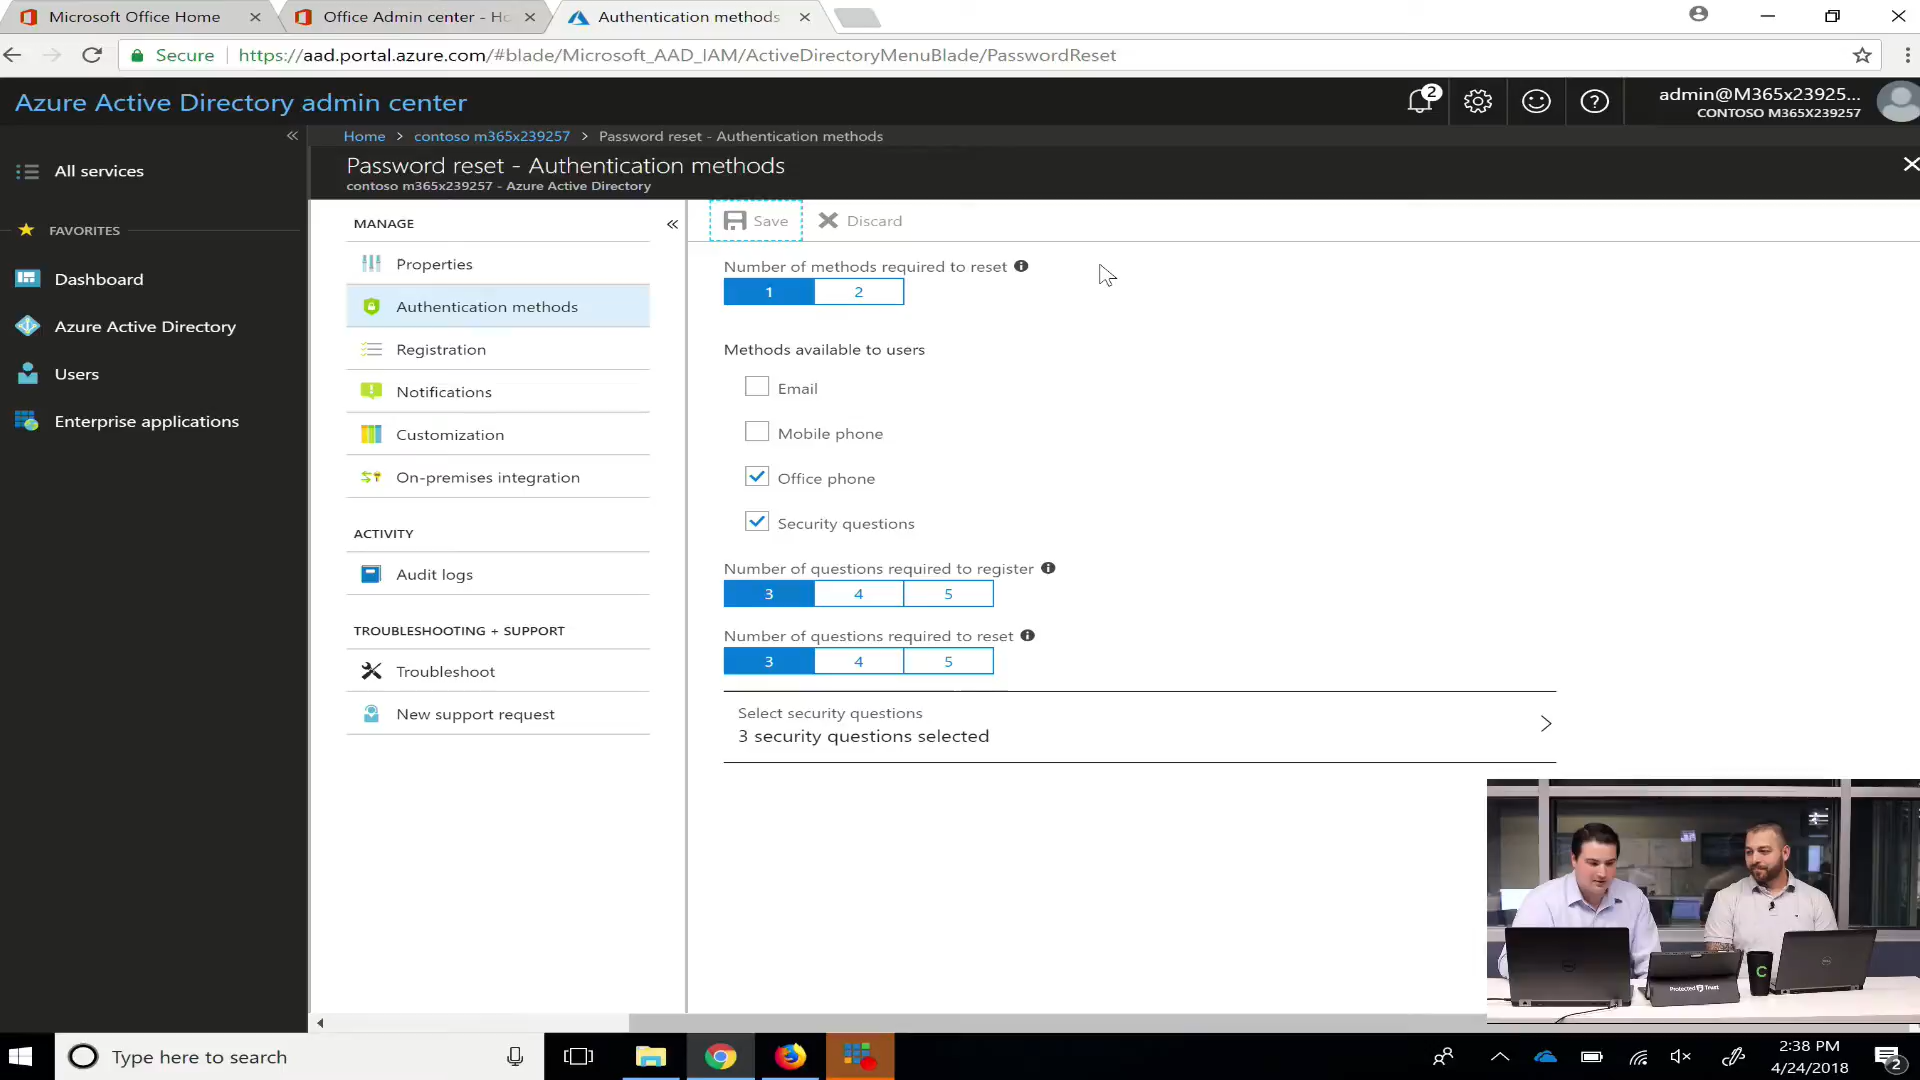 Microsoft Office Home
Office Admin center - Ho
Authentication methods
Secure
https://aad.portal.azure.com/#blade/Microsoft_AAD_IAM/ActiveDirectoryMenuBlade/PasswordReset
Azure Active Directory admin center
2
admin@M365x23925...
CONTOSO M365X239257
Home > contoso m365x239257 > Password reset - Authentication methods
Password reset - Authentication methods
contoso m365x239257 - Azure Active Directory
All services
FAVORITES
Dashboard
Azure Active Directory
Users
Enterprise applications
MANAGE
Properties
Authentication methods
Registration
Notifications
Customization
On-premises integration
ACTIVITY
Audit logs
TROUBLESHOOTING + SUPPORT
Troubleshoot
New support request
Save
Discard
Number of methods required to reset
1
2
Methods available to users
Email
Mobile phone
Office phone
Security questions
Number of questions required to register
3
4
5
Number of questions required to reset
3
4
5
Select security questions
3 security questions selected
C
Protected Trust
Type here to search
2:38 PM
4/24/2018
2